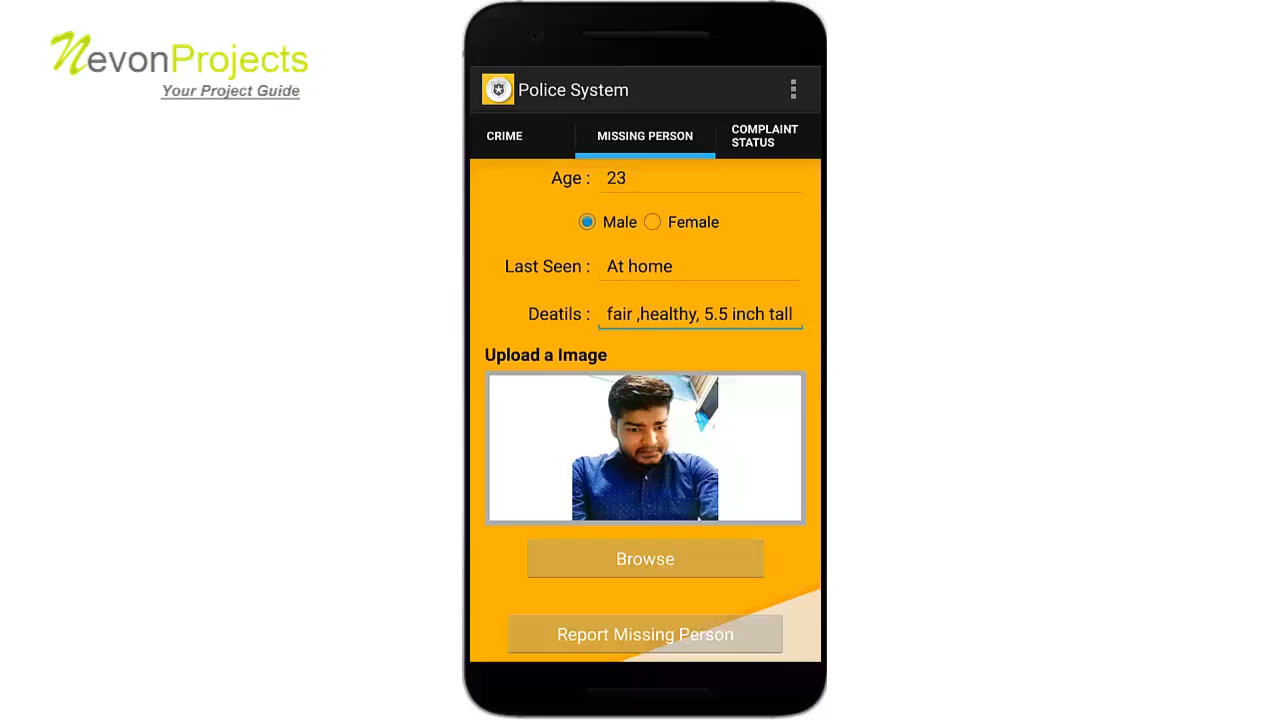 NevonProjects
Your Project Guide
Police System
CRIME
MISSING PERSON
COMPLAINT
STATUS
Age : 23
Male Female
Last Seen : At home
Deatils : fair ,healthy, 5.5 inch tall
Upload a Image
Browse
Report Missing Person